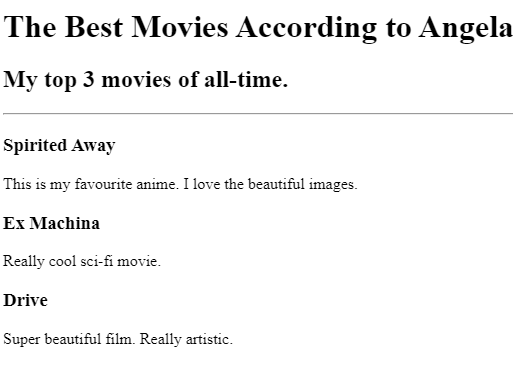 The Best Movies According to Angela
My top 3 movies of all-time.
Spirited Away
This is my favourite anime. I love the beautiful images.
Ex Machina
Really cool sci-fi movie.
Drive
Super beautiful film. Really artistic.